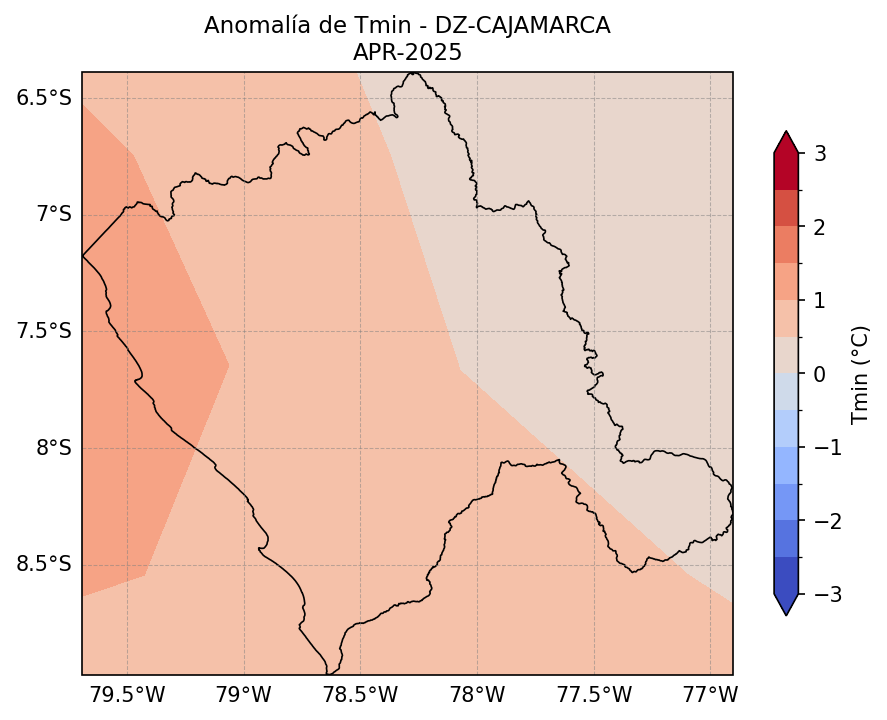 Anomalía de Tmin - DZ-CAJAMARCA
APR-2025
6.5°S
7°S
7.5°S
8°S
8.5°S
79.5°W
79°W
78.5°W
78°W
77.5°W
77°W
3
2
1
0
−1
−2
−3
Tmin (°C)